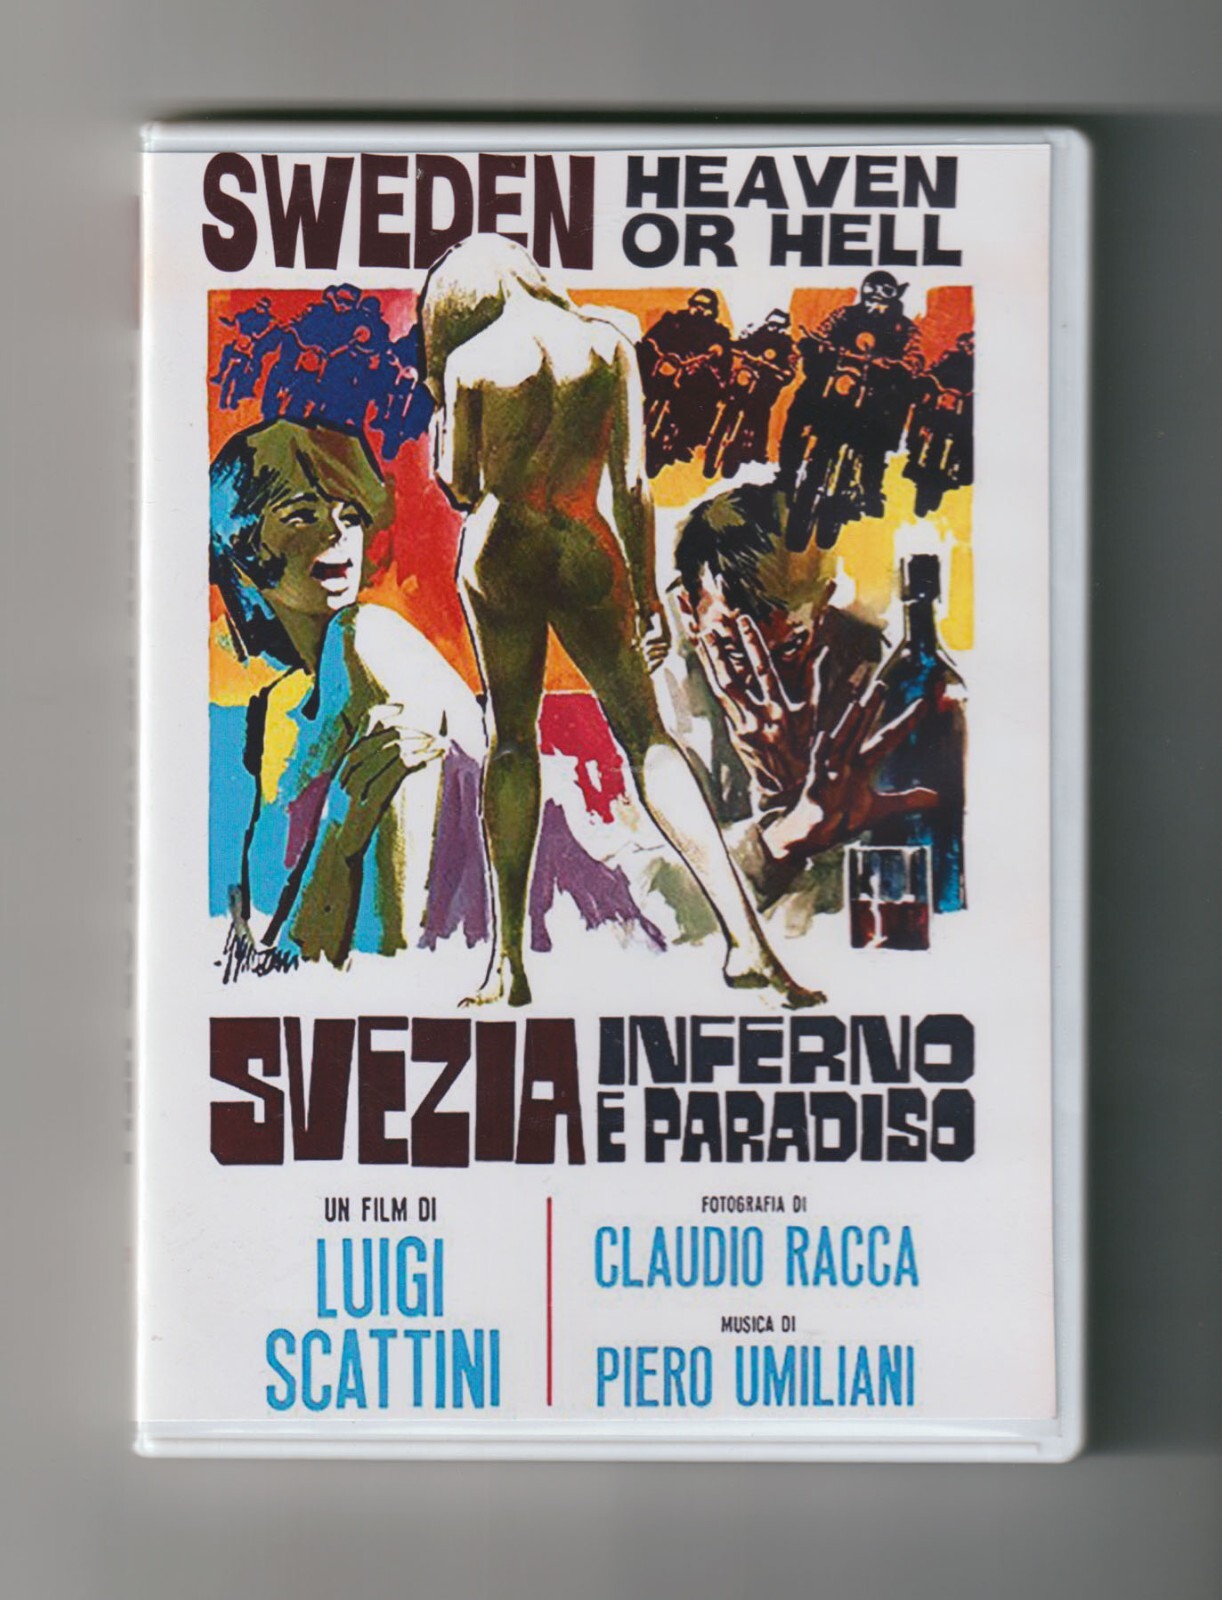 SWEDEN HEAVEN
OR HELL
SVEZIA INFERNO
E PARADISO
UN FILM DI
LUIGI
SCATTINI
FOTOGRAFIA DI
CLAUDIO RACCA
MUSICA DI
PIERO UMILIANI